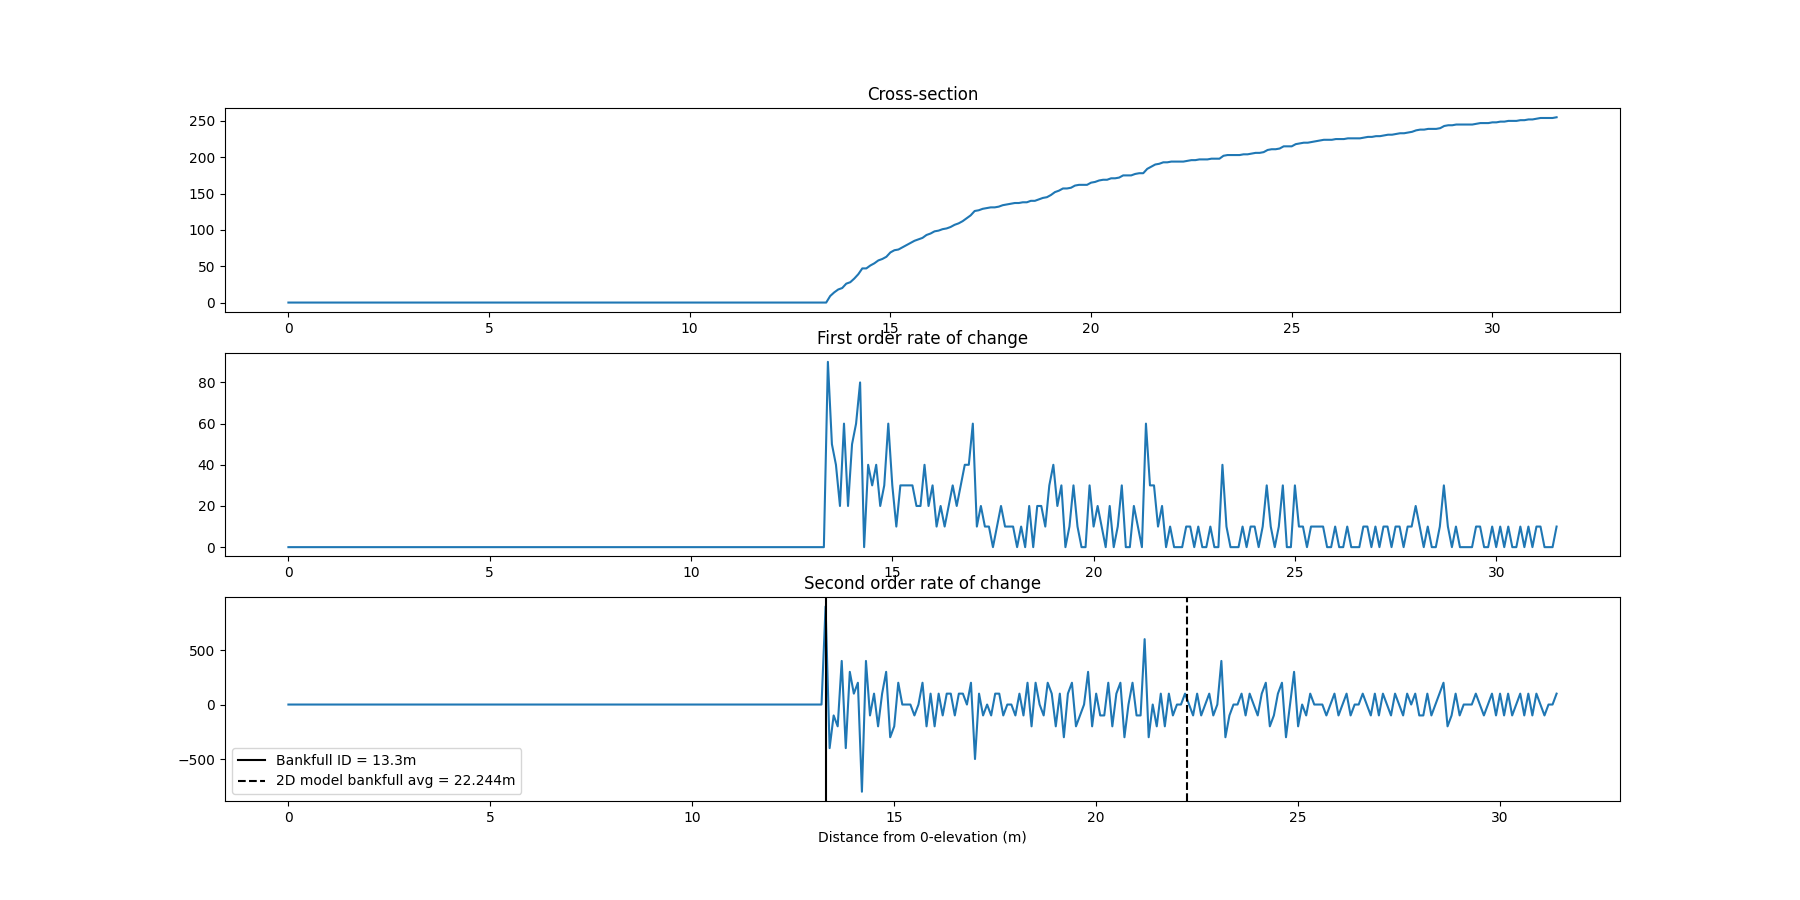 Cross-section
250
200
150
100
50
0
0 5 10 15 20 25 30
First order rate of change
80
60
40
20
0
0 5 10 15 20 25 30
Second order rate of change
500
0
−500
Bankfull ID = 13.3m
2D model bankfull avg = 22.244m
0 5 10 15 20 25 30
Distance from 0-elevation (m)